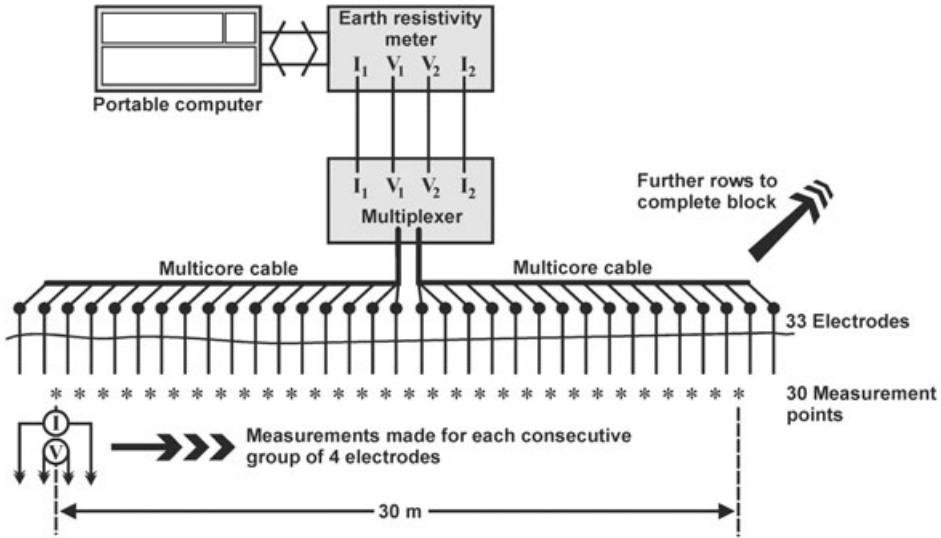 Earth resistivity
meter
I₁ V₁ V₂ I₂
Portable computer
I₁ V₁ V₂ I₂
Multiplexer
Further rows to
complete block
Multicore cable
Multicore cable
33 Electrodes
30 Measurement
points
I
V
Measurements made for each consecutive
group of 4 electrodes
30 m